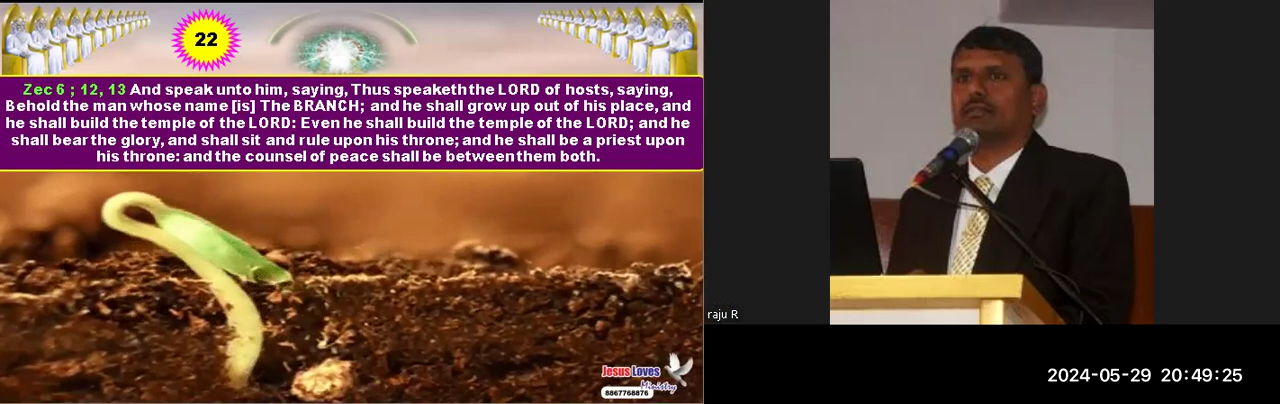 22
Zec 6 ; 12, 13 And speak unto him, saying, Thus speaketh the LORD of hosts, saying,
Behold the man whose name [is] The BRANCH; and he shall grow up out of his place, and
he shall build the temple of the LORD: Even he shall build the temple of the LORD; and he
shall bear the glory, and shall sit and rule upon his throne; and he shall be a priest upon
his throne: and the counsel of peace shall be between them both.
Jesus Loves
Ministry
8867768876
raju R
2024-05-29 20:49:25